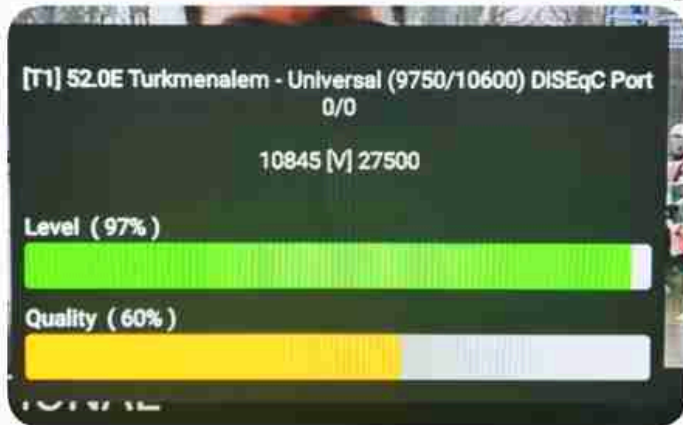 [T1] 52.0E Turkmenalem - Universal (9750/10600) DiSEqC Port
0/0
10845 [V] 27500
Level ( 97% )
Quality ( 60% )